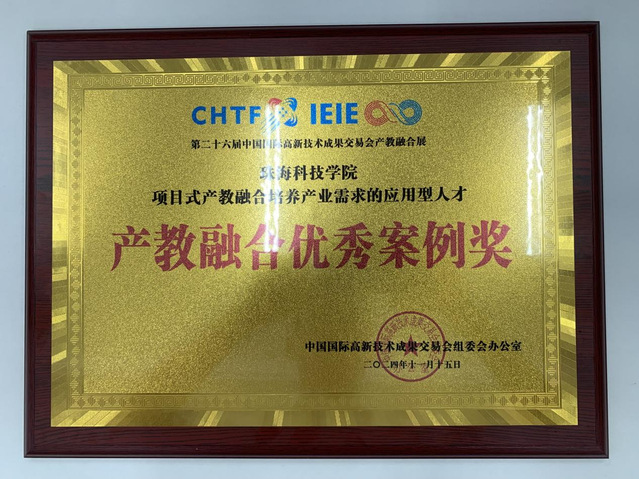 CHTF IEIE
第二十六届中国国际高新技术成果交易会产教融合展
珠海科技学院
项目式产教融合培养产业需求的应用型人才
产教融合优秀案例奖
中国国际高新技术成果交易会组委会办公室
二〇二四年十一月十五日